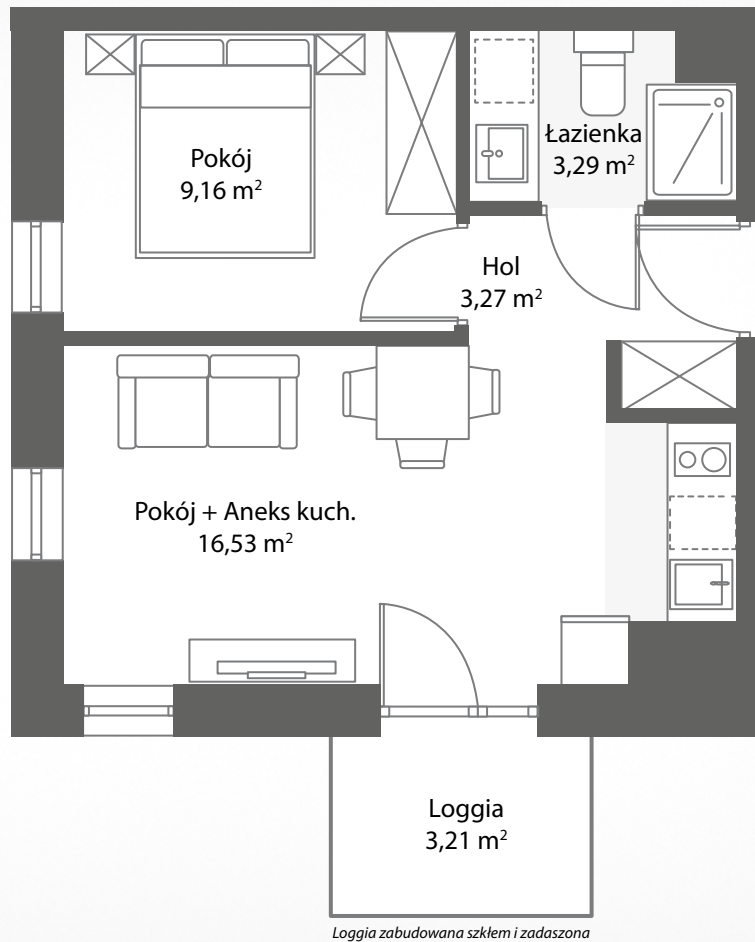 Pokój
9,16 m²
Łazienka
3,29 m²
Hol
3,27 m²
Pokój + Aneks kuch.
16,53 m²
Loggia
3,21 m²
Loggia zabudowana szkłem i zadaszona